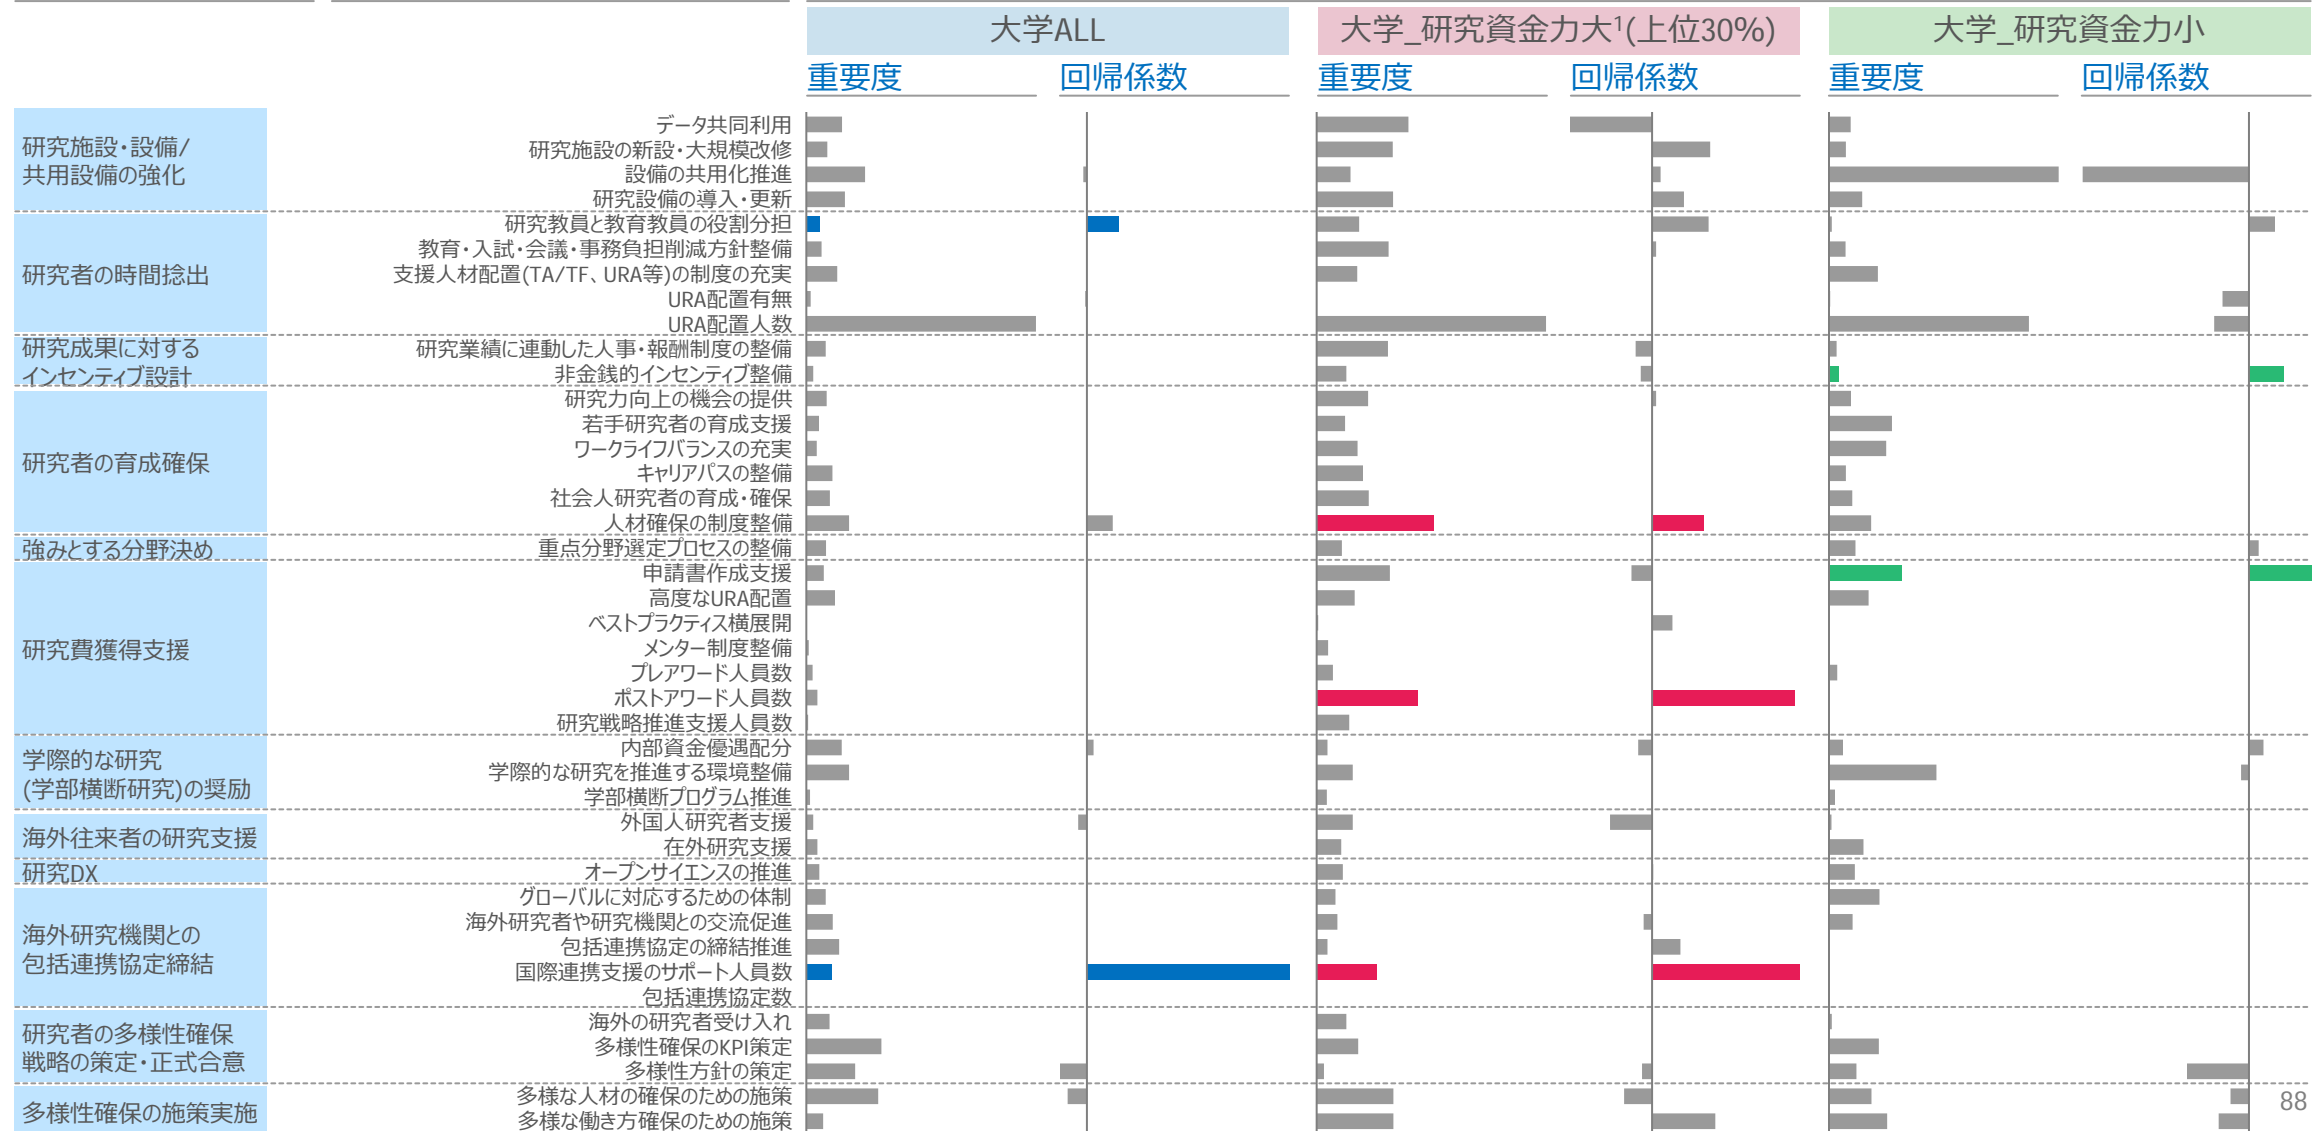 大学ALL
大学_研究資金力大¹(上位30%)
大学_研究資金力小
重要度
回帰係数
重要度
回帰係数
重要度
回帰係数
研究施設・設備/
共用設備の強化
データ共同利用
研究施設の新設・大規模改修
設備の共用化推進
研究設備の導入・更新
研究者の時間捻出
研究教員と教育教員の役割分担
教育・入試・会議・事務負担削減方針整備
支援人材配置(TA/TF、URA等)の制度の充実
URA配置有無
URA配置人数
研究成果に対する
インセンティブ設計
研究業績に連動した人事・報酬制度の整備
非金銭的インセンティブ整備
研究者の育成確保
研究力向上の機会の提供
若手研究者の育成支援
ワークライフバランスの充実
キャリアパスの整備
社会人研究者の育成・確保
人材確保の制度整備
強みとする分野決め
重点分野選定プロセスの整備
研究費獲得支援
申請書作成支援
高度なURA配置
ベストプラクティス横展開
メンター制度整備
プレアワード人員数
ポストアワード人員数
研究戦略推進支援人員数
学際的な研究
(学部横断研究)の奨励
内部資金優遇配分
学際的な研究を推進する環境整備
学部横断プログラム推進
海外往来者の研究支援
外国人研究者支援
在外研究支援
研究DX
オープンサイエンスの推進
海外研究機関との
包括連携協定締結
グローバルに対応するための体制
海外研究者や研究機関との交流促進
包括連携協定の締結推進
国際連携支援のサポート人員数
包括連携協定数
研究者の多様性確保
戦略の策定・正式合意
海外の研究者受け入れ
多様性確保のKPI策定
多様性方針の策定
多様性確保の施策実施
多様な人材の確保のための施策
多様な働き方確保のための施策
88